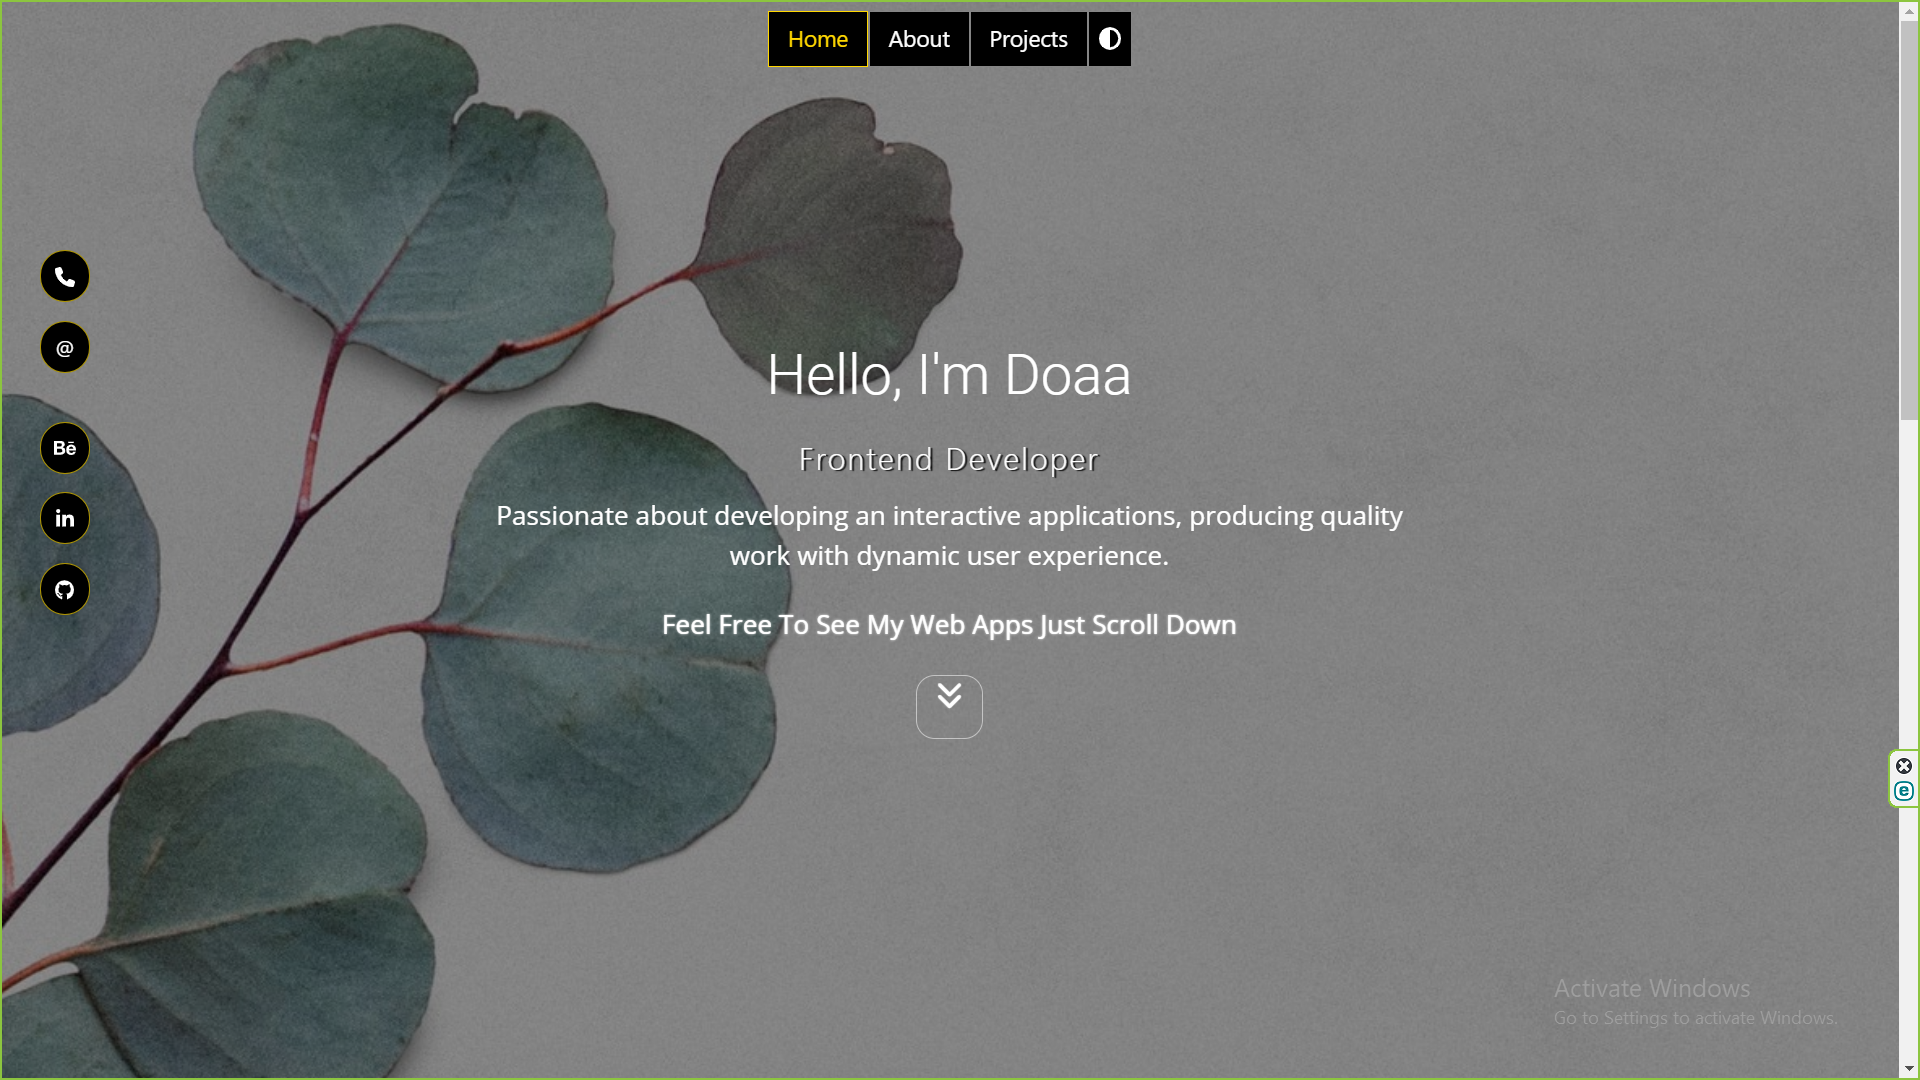 Home About Projects
@
Bē
in
Hello, I'm Doaa
Frontend Developer
Passionate about developing an interactive applications, producing quality
work with dynamic user experience.
Feel Free To See My Web Apps Just Scroll Down
e
Activate Windows
Go to Settings to activate Windows.